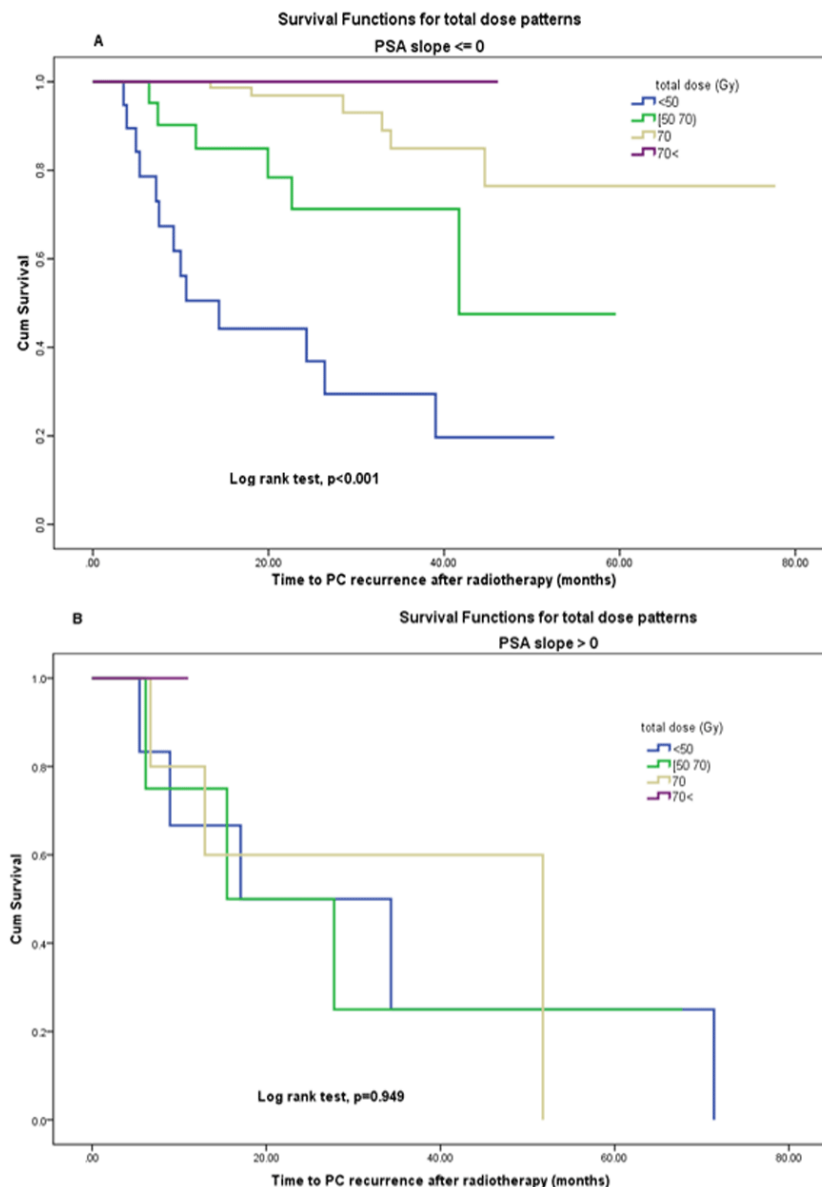 Survival Functions for total dose patterns
A
PSA slope <= 0
total dose (Gy)
<50
[50 70)
70
70<
Cum Survival
1.0
0.8
0.6
0.4
0.2
0.0
Log rank test, p<0.001
.00 20.00 40.00 60.00 80.00
Time to PC recurrence after radiotherapy (months)
B
Survival Functions for total dose patterns
PSA slope > 0
total dose (Gy)
<50
[50 70)
70
70<
Cum Survival
1.0
0.8
0.6
0.4
0.2
0.0
Log rank test, p=0.949
.00 20.00 40.00 60.00 80.00
Time to PC recurrence after radiotherapy (months)